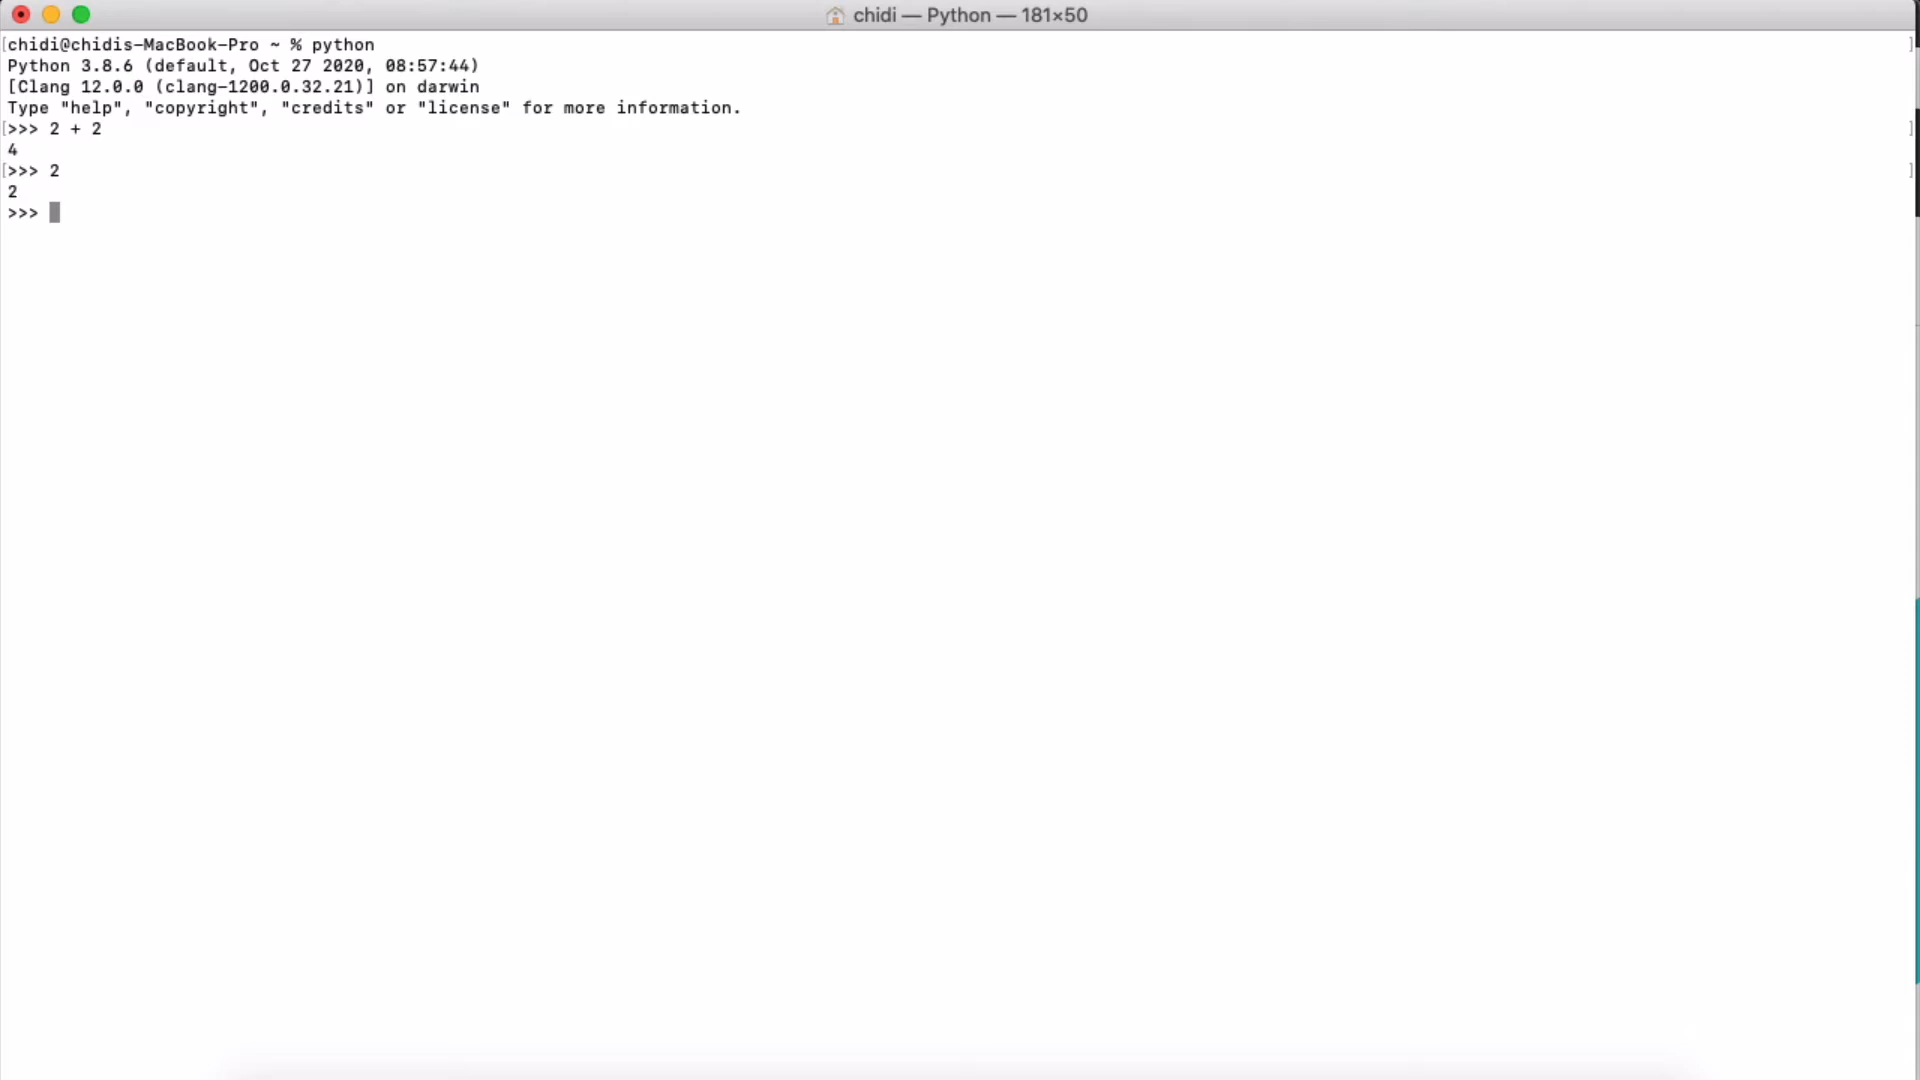 chidi — Python — 181×50
[chidi@chidis-MacBook-Pro ~ % python ]
Python 3.8.6 (default, Oct 27 2020, 08:57:44)
[Clang 12.0.0 (clang-1200.0.32.21)] on darwin
Type "help", "copyright", "credits" or "license" for more information.
[>>> 2 + 2 ]
4
[>>> 2 ]
2
>>>